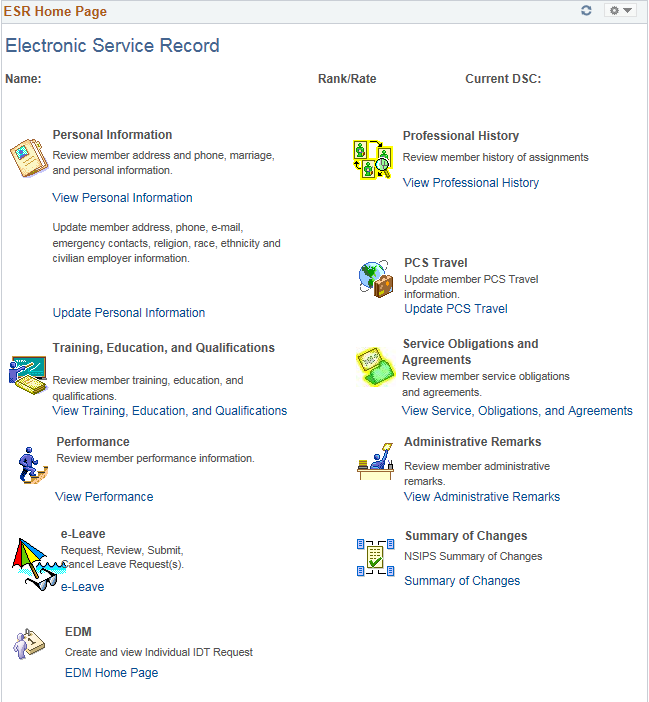 ESR Home Page
Electronic Service Record
Name:
Rank/Rate
Current DSC:
Personal Information
Review member address and phone, marriage,
and personal information.
View Personal Information
Update member address, phone, e-mail,
emergency contacts, religion, race, ethnicity and
civilian employer information.
Update Personal Information
Professional History
Review member history of assignments
View Professional History
PCS Travel
Update member PCS Travel
information.
Update PCS Travel
Training, Education, and Qualifications
Review member training, education, and
qualifications.
View Training, Education, and Qualifications
Service Obligations and
Agreements
Review member service obligations
and agreements.
View Service, Obligations, and Agreements
Performance
Review member performance information.
View Performance
Administrative Remarks
Review member administrative
remarks.
View Administrative Remarks
e-Leave
Request, Review, Submit,
Cancel Leave Request(s).
e-Leave
Summary of Changes
NSIPS Summary of Changes
Summary of Changes
EDM
Create and view Individual IDT Request
EDM Home Page